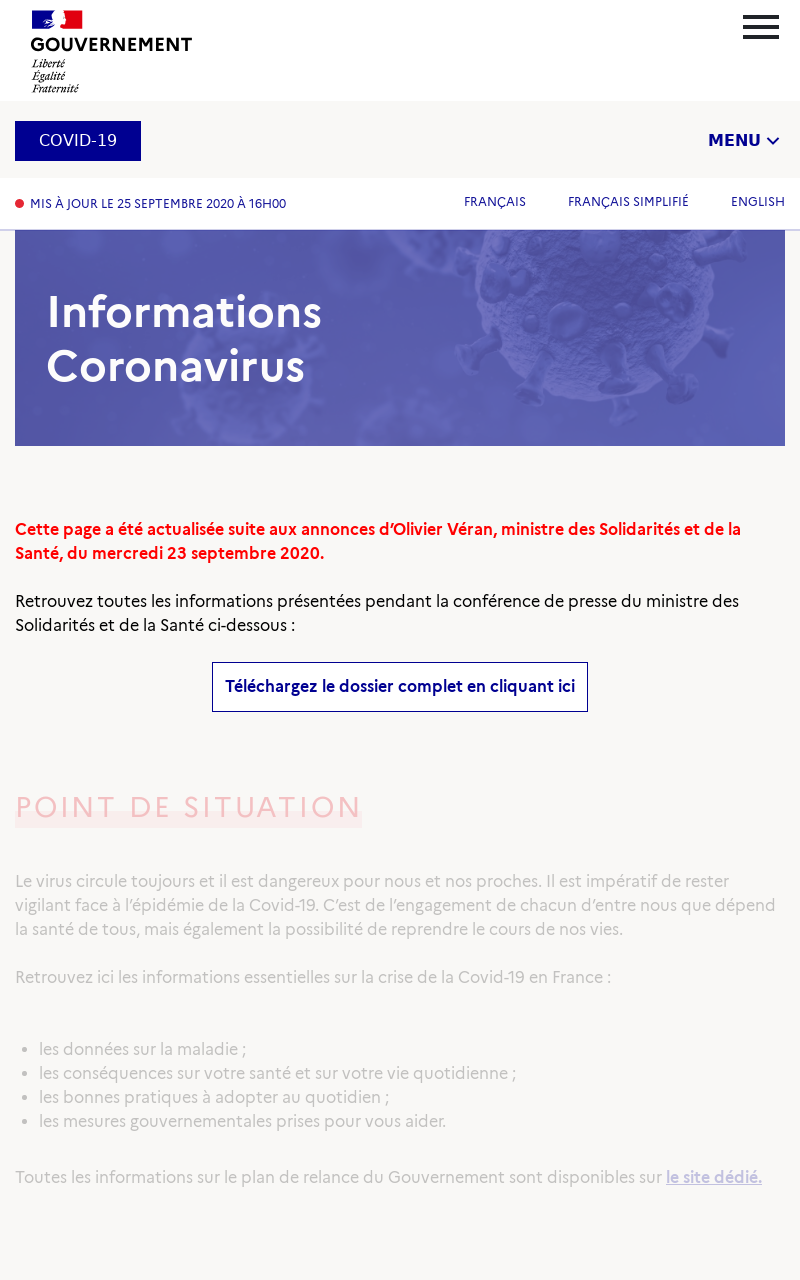 GOUVERNEMENT
Liberté
Égalité
Fraternité
COVID-19
MENU
MIS À JOUR LE 25 SEPTEMBRE 2020 À 16H00
FRANÇAIS
FRANÇAIS SIMPLIFIÉ
ENGLISH
Informations
Coronavirus
Cette page a été actualisée suite aux annonces d’Olivier Véran, ministre des Solidarités et de la
Santé, du mercredi 23 septembre 2020.
Retrouvez toutes les informations présentées pendant la conférence de presse du ministre des
Solidarités et de la Santé ci-dessous :
Téléchargez le dossier complet en cliquant ici
POINT DE SITUATION
Le virus circule toujours et il est dangereux pour nous et nos proches. Il est impératif de rester
vigilant face à l’épidémie de la Covid-19. C’est de l’engagement de chacun d’entre nous que dépend
la santé de tous, mais également la possibilité de reprendre le cours de nos vies.
Retrouvez ici les informations essentielles sur la crise de la Covid-19 en France :
• les données sur la maladie ;
• les conséquences sur votre santé et sur votre vie quotidienne ;
• les bonnes pratiques à adopter au quotidien ;
• les mesures gouvernementales prises pour vous aider.
Toutes les informations sur le plan de relance du Gouvernement sont disponibles sur le site dédié.